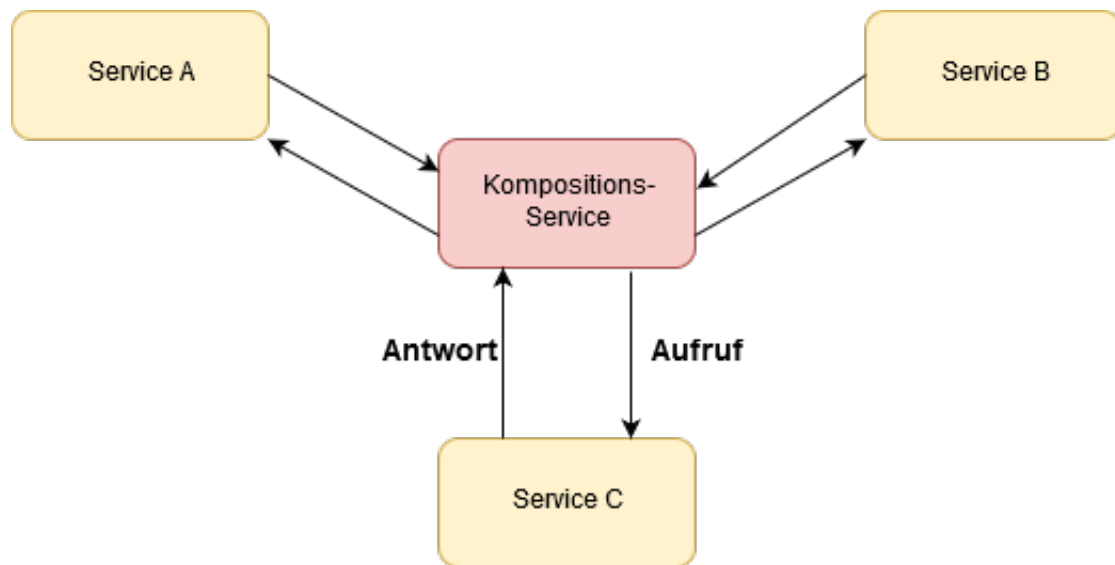 Service A
Service B
Kompositions-
Service
Antwort
Aufruf
Service C